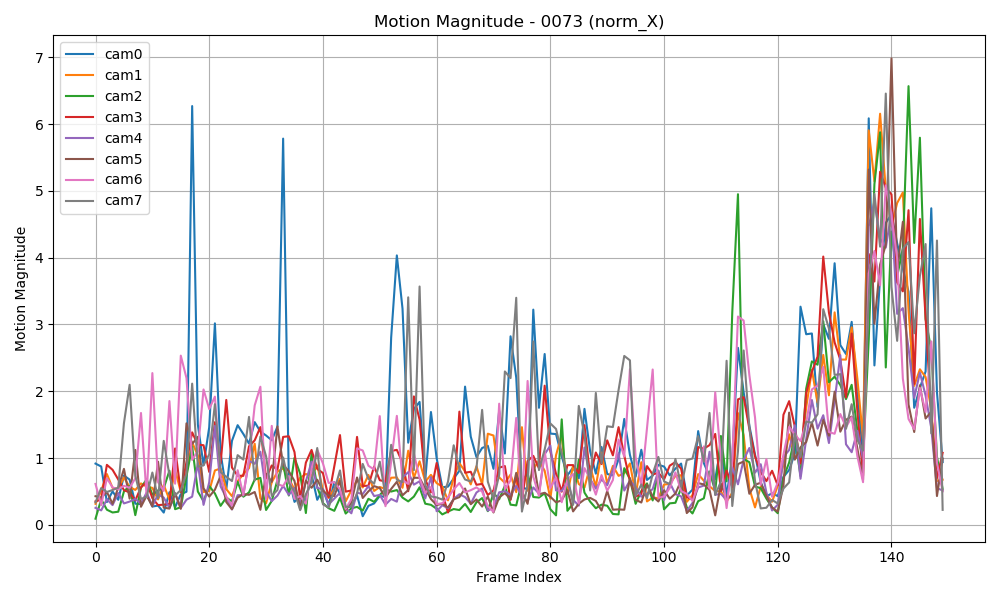 Motion Magnitude - 0073 (norm_X)
cam0
cam1
cam2
cam3
cam4
cam5
cam6
cam7
Motion Magnitude
7
6
5
4
3
2
1
0
0 20 40 60 80 100 120 140
Frame Index